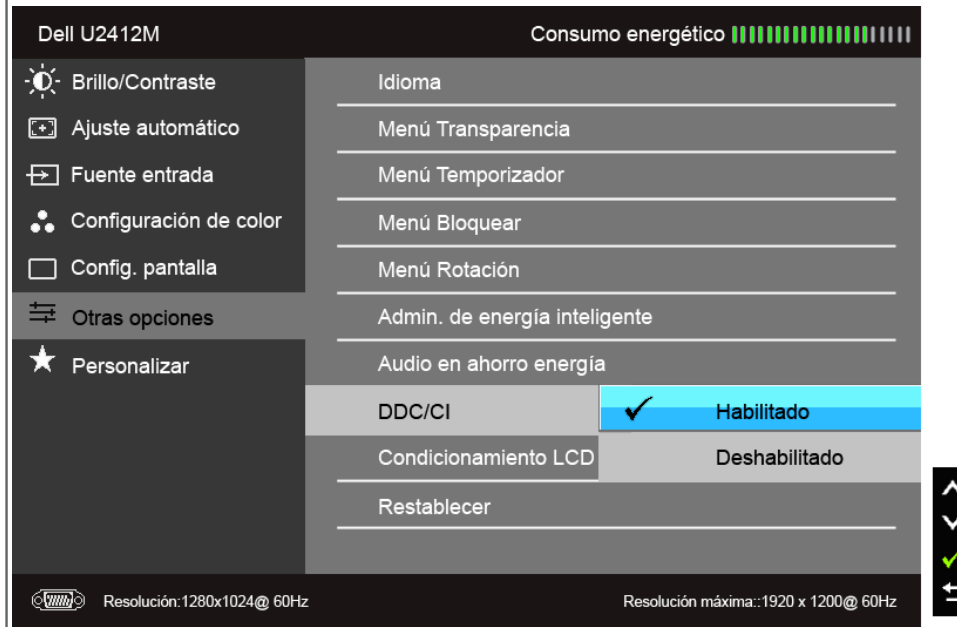 Dell U2412M
Consumo energético
Brillo/Contraste
Ajuste automático
Fuente entrada
Configuración de color
Config. pantalla
Otras opciones
Personalizar
Idioma
Menú Transparencia
Menú Temporizador
Menú Bloquear
Menú Rotación
Admin. de energía inteligente
Audio en ahorro energía
DDC/CI
Habilitado
Condicionamiento LCD
Deshabilitado
Restablecer
Resolución:1280x1024@ 60Hz
Resolución máxima::1920 x 1200@ 60Hz